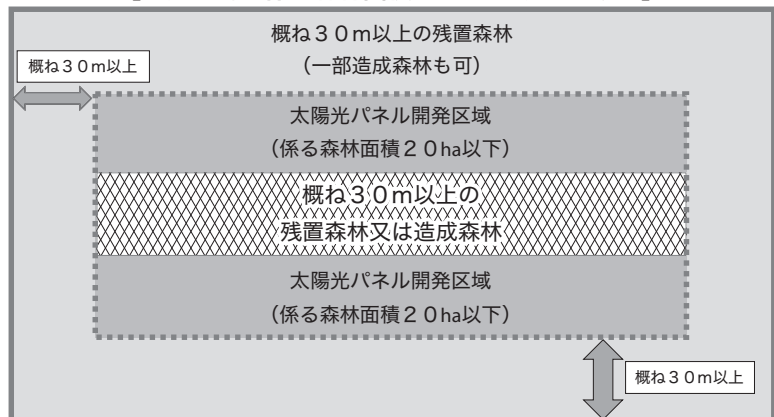 概ね３０ｍ以上の残置森林
（一部造成森林も可）
概ね３０ｍ以上
太陽光パネル開発区域
（係る森林面積２０ha以下）
概ね３０ｍ以上の
残置森林又は造成森林
太陽光パネル開発区域
（係る森林面積２０ha以下）
概ね３０ｍ以上